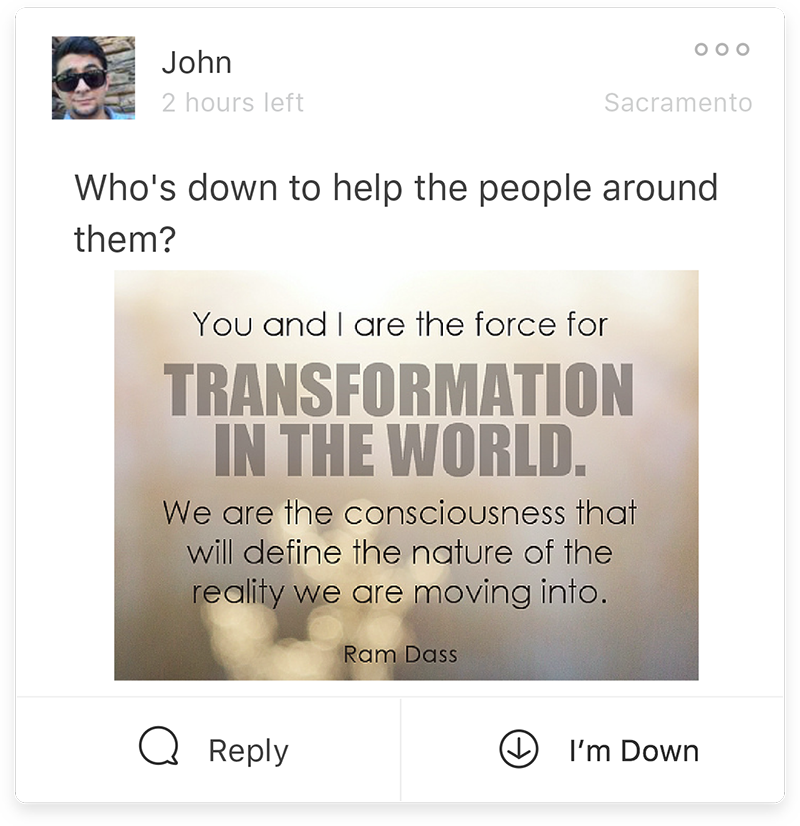 John
2 hours left
Sacramento
Who's down to help the people around
them?
You and I are the force for
TRANSFORMATION
IN THE WORLD.
We are the consciousness that
will define the nature of the
reality we are moving into.
Ram Dass
Reply
I’m Down